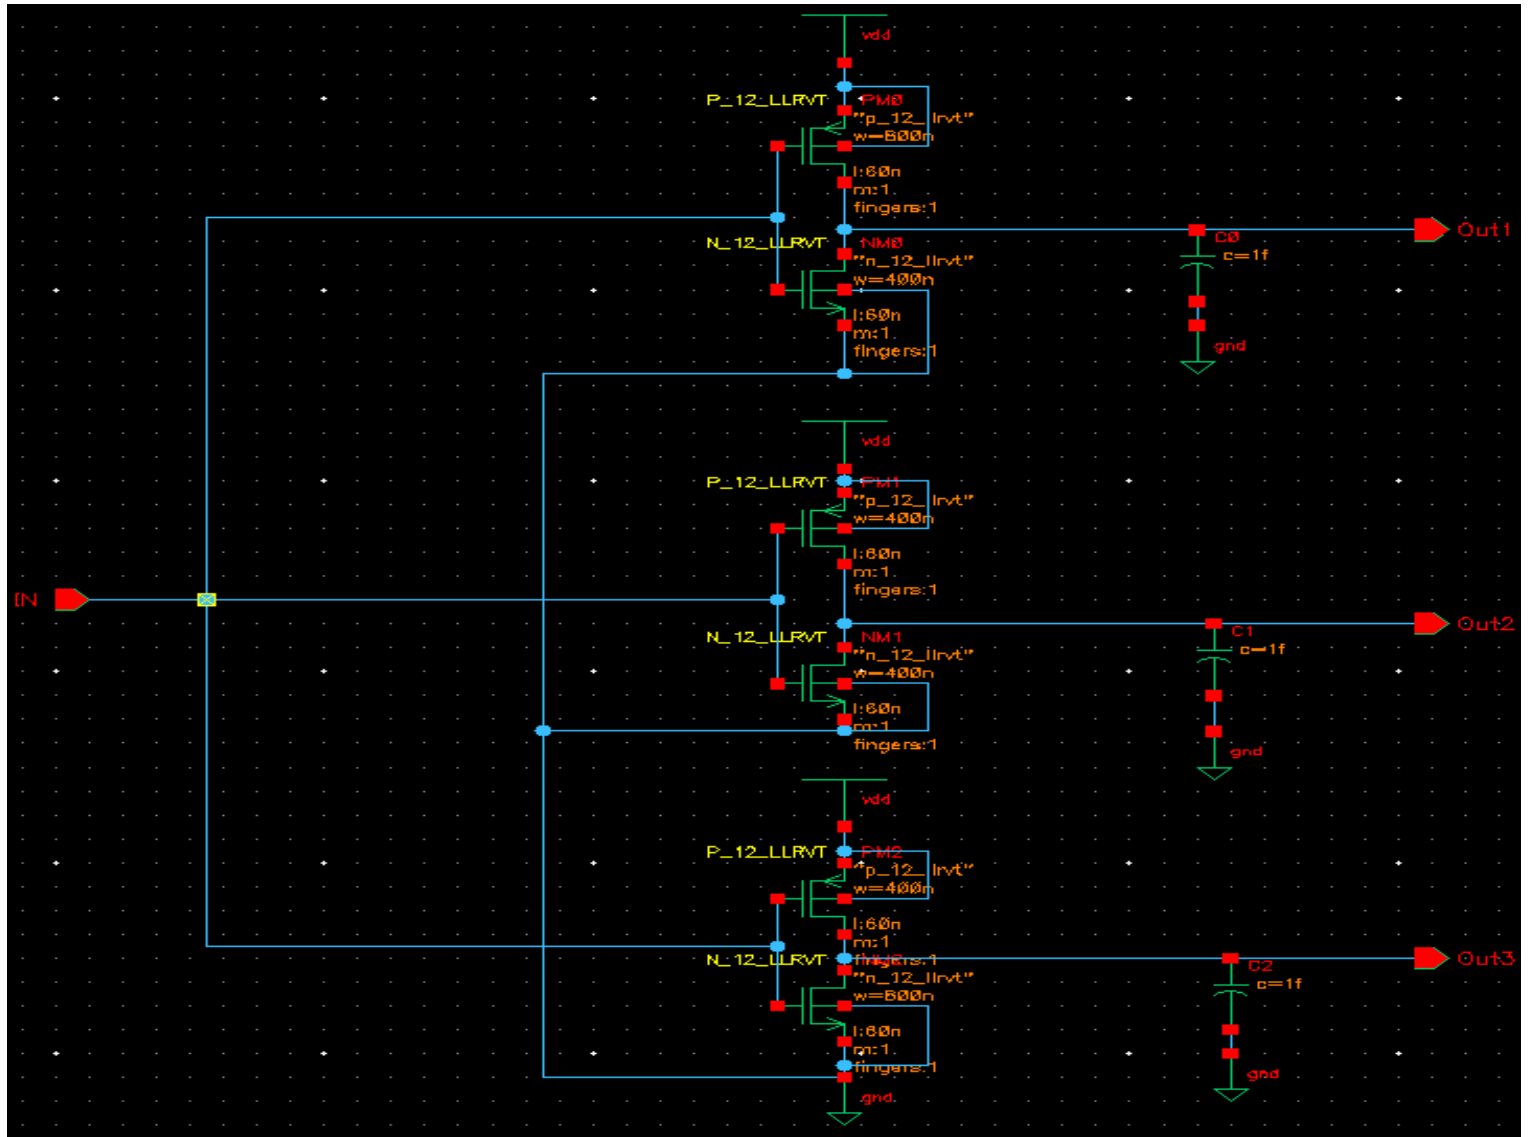 vdd
P_12_LLRVT PM0
"p_12_llrvt"
l:60n
m:1
fingers:1
Out1
N_12_LLRVT NM0
C0
"n_12_llrvt"
c=1f
w=400n
l:60n
m:1
fingers:1
gnd
vdd
P_12_LLRVT PM1
"p_12_llrvt"
w=400n
l:60n
m:1
fingers:1
IN
Out2
N_12_LLRVT NM1
C1
"n_12_llrvt"
c=1f
w=400n
l:60n
m:1
fingers:1
gnd
vdd
P_12_LLRVT PM2
"p_12_llrvt"
w=400n
l:60n
m:1
fingers:1
N_12_LLRVT
Out3
C2
"n_12_llrvt"
c=1f
l:60n
m:1
fingers:1
gnd
gnd